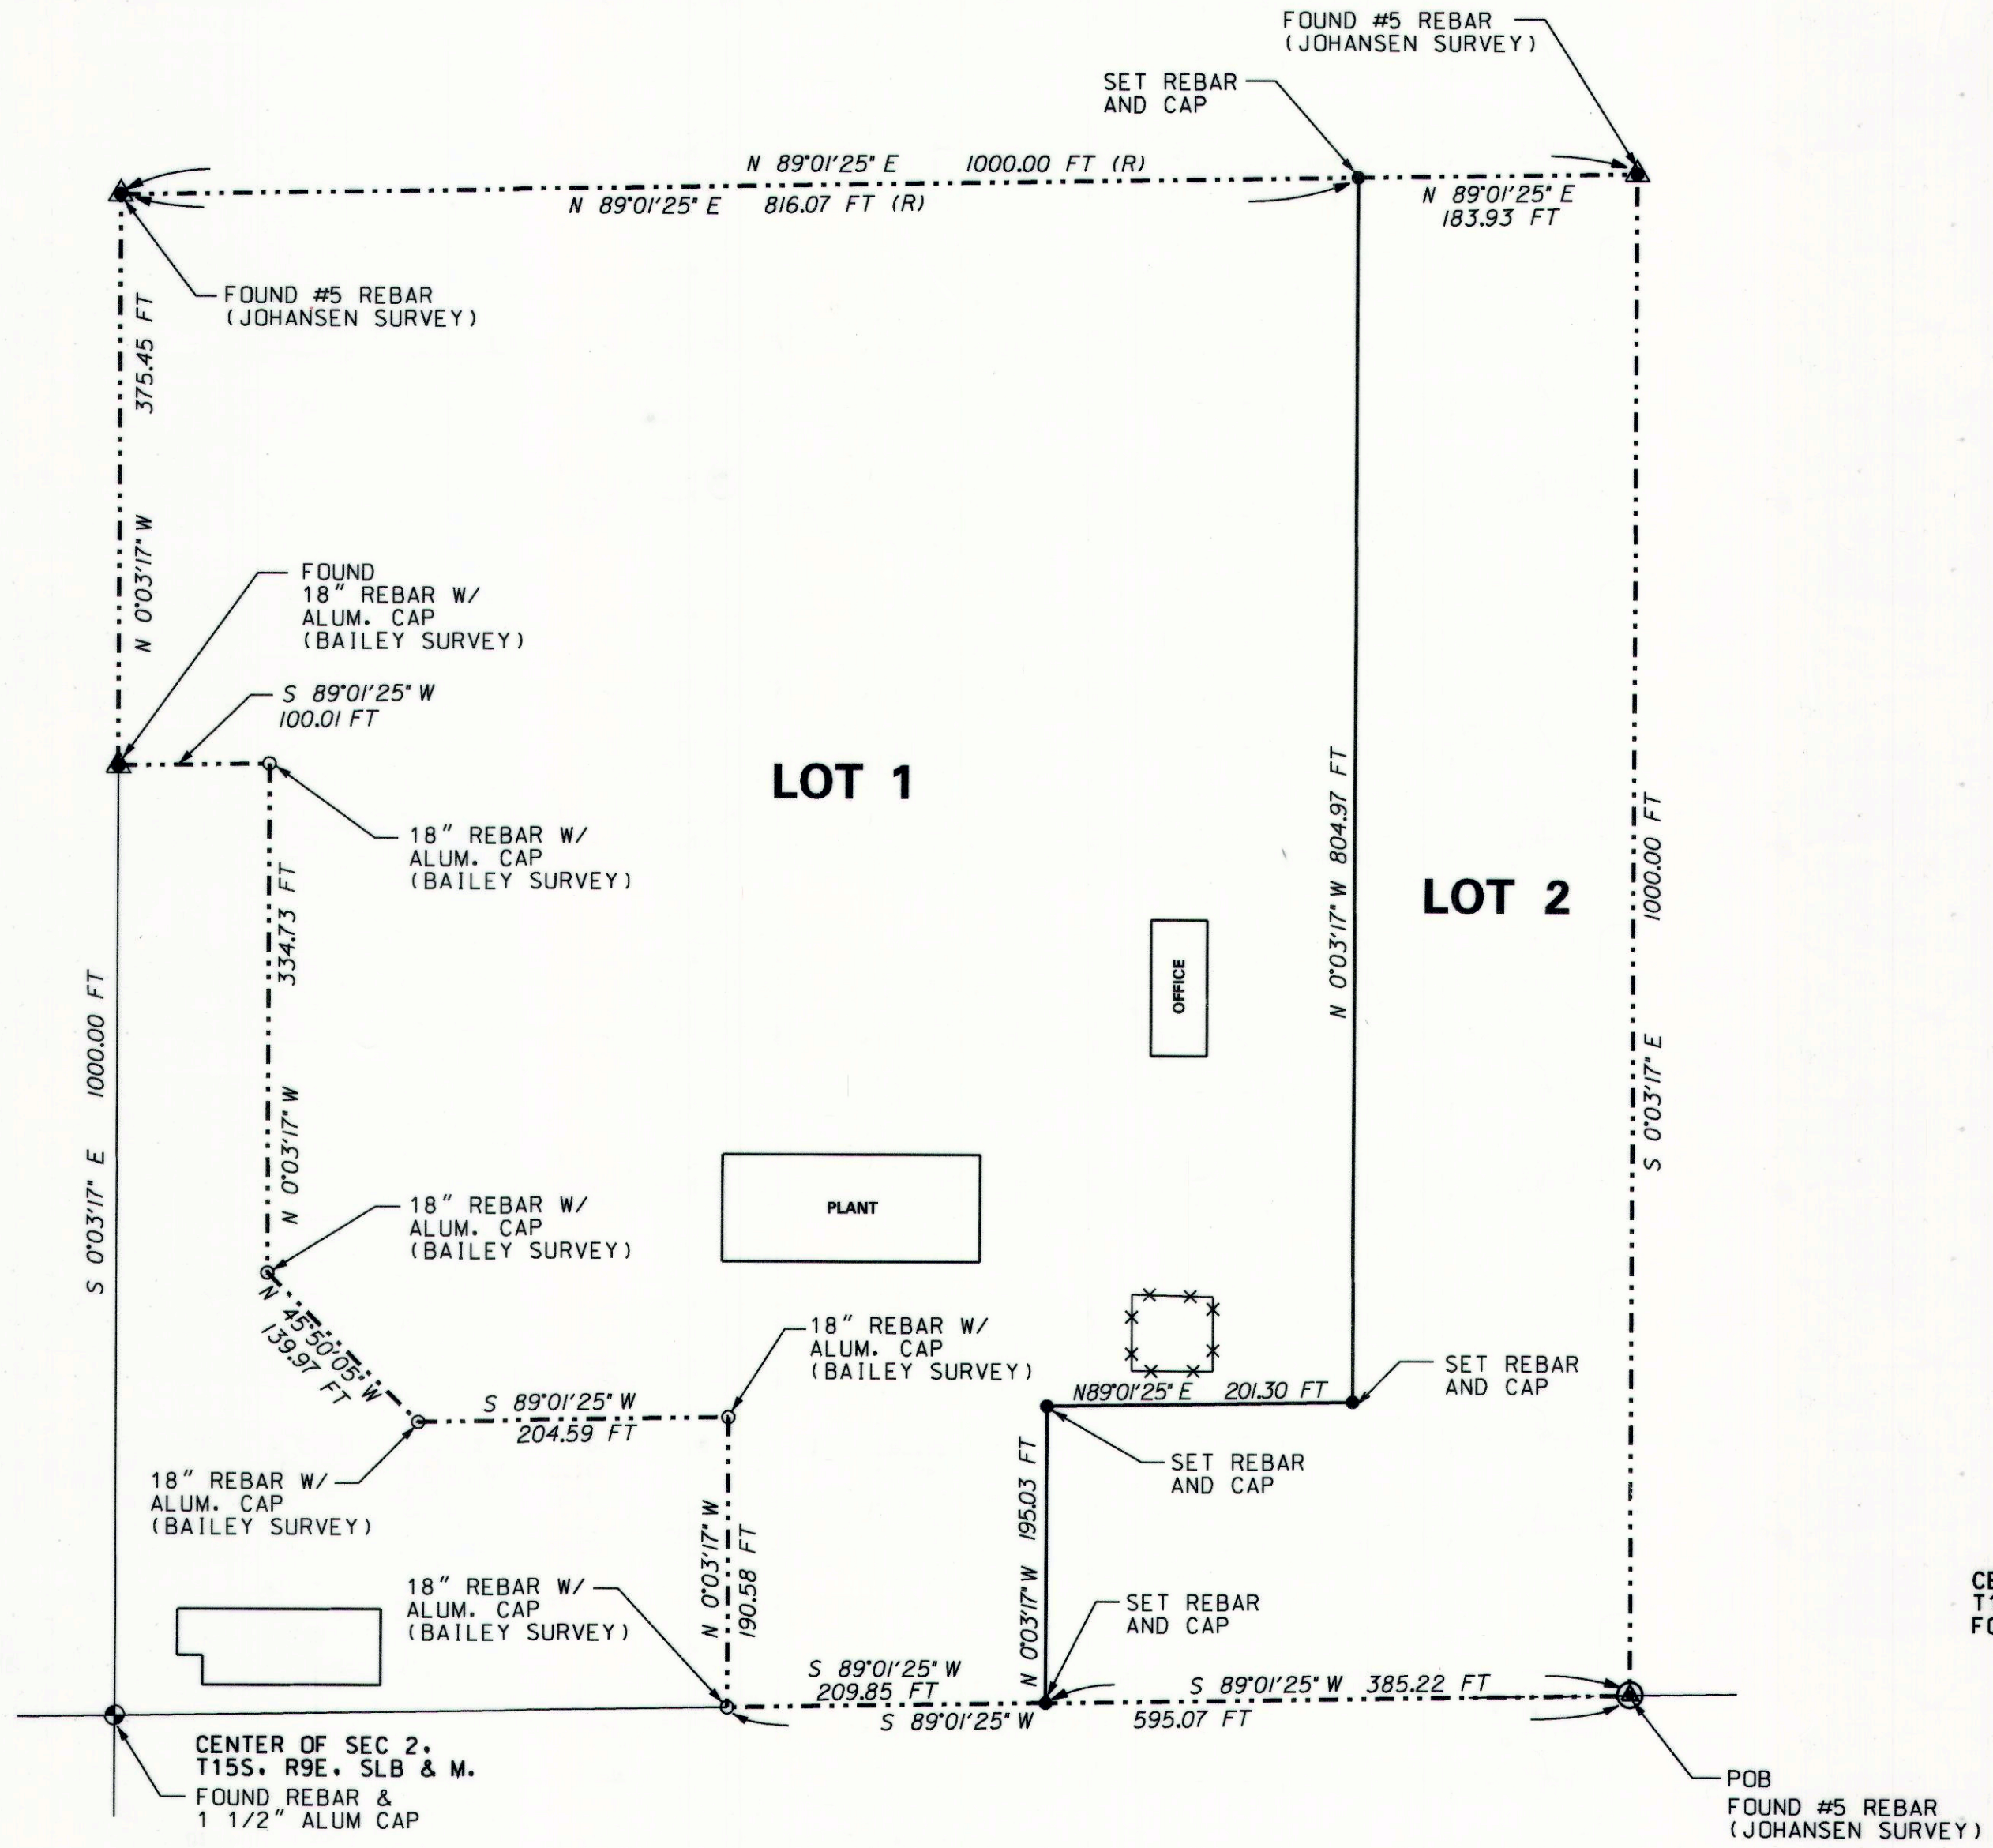 FOUND #5 REBAR
(JOHANSEN SURVEY)
SET REBAR
AND CAP
N 89°01'25" E 1000.00 FT (R)
N 89°01'25" E 816.07 FT (R)
N 89°01'25" E
183.93 FT
FOUND #5 REBAR
(JOHANSEN SURVEY)
N 0°03'17" W 375.45 FT
FOUND
18" REBAR W/
ALUM. CAP
(BAILEY SURVEY)
S 89°01'25" W
100.01 FT
LOT 1
18" REBAR W/
ALUM. CAP
(BAILEY SURVEY)
N 0°03'17" W 334.73 FT
N 0°03'17" W 804.97 FT
LOT 2
S 0°03'17" E 1000.00 FT
OFFICE
S 0°03'17" E 1000.00 FT
PLANT
18" REBAR W/
ALUM. CAP
(BAILEY SURVEY)
N 45°50'05" W
139.97 FT
18" REBAR W/
ALUM. CAP
(BAILEY SURVEY)
S 89°01'25" W
204.59 FT
N89°01'25" E 201.30 FT
SET REBAR
AND CAP
SET REBAR
AND CAP
18" REBAR W/
ALUM. CAP
(BAILEY SURVEY)
N 0°03'17" W
190.58 FT
N 0°03'17" W 195.03 FT
18" REBAR W/
ALUM. CAP
(BAILEY SURVEY)
SET REBAR
AND CAP
S 89°01'25" W
209.85 FT
S 89°01'25" W 385.22 FT
S 89°01'25" W 595.07 FT
CENTER OF SEC 2,
T15S, R9E, SLB & M.
FOUND REBAR &
1 1/2" ALUM CAP
POB
FOUND #5 REBAR
(JOHANSEN SURVEY)